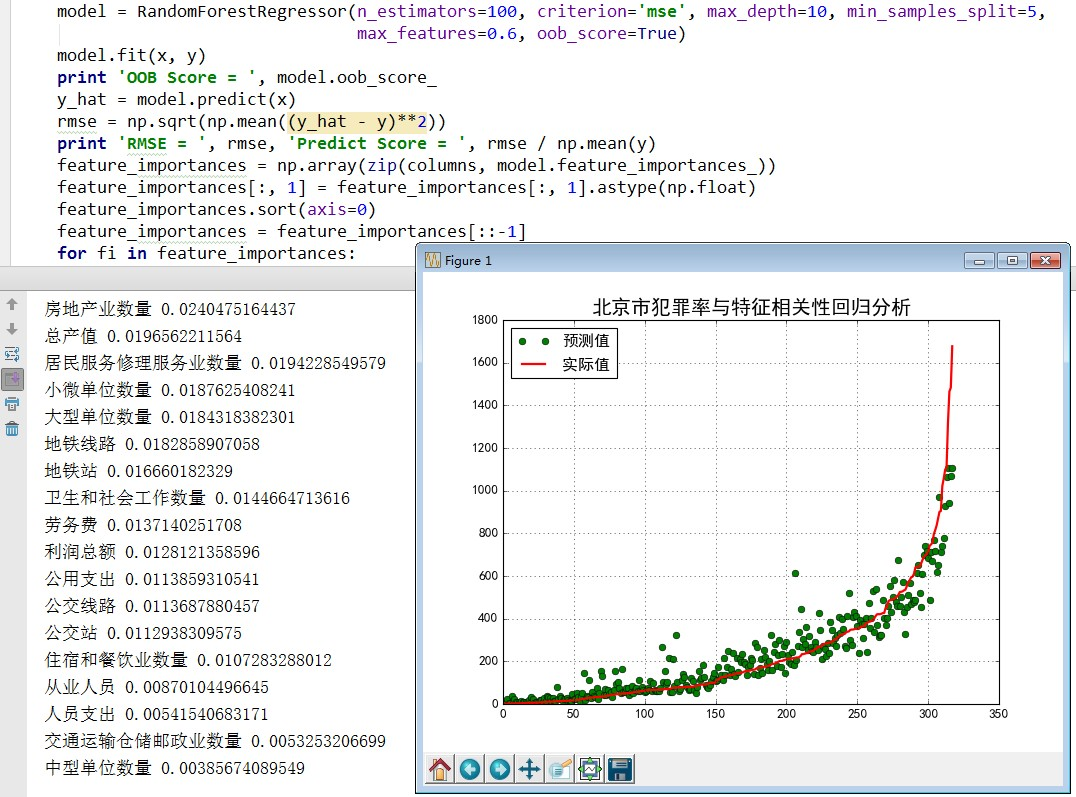 model = RandomForestRegressor(n_estimators=100, criterion='mse', max_depth=10, min_samples_split=5,
max_features=0.6, oob_score=True)
model.fit(x, y)
print 'OOB Score = ', model.oob_score_
y_hat = model.predict(x)
rmse = np.sqrt(np.mean((y_hat - y)**2))
print 'RMSE = ', rmse, 'Predict Score = ', rmse / np.mean(y)
feature_importances = np.array(zip(columns, model.feature_importances_))
feature_importances[:, 1] = feature_importances[:, 1].astype(np.float)
feature_importances.sort(axis=0)
feature_importances = feature_importances[::-1]
for fi in feature_importances:
房地产业数量 0.0240475164437
总产值 0.0196562211564
居民服务修理服务业数量 0.0194228549579
小微单位数量 0.0187625408241
大型单位数量 0.0184318382301
地铁线路 0.0182858907058
地铁站 0.016660182329
卫生和社会工作数量 0.0144664713616
劳务费 0.0137140251708
利润总额 0.0128121358596
公用支出 0.0113859310541
公交线路 0.0113687880457
公交站 0.0112938309575
住宿和餐饮业数量 0.0107283288012
从业人员 0.00870104496645
人员支出 0.00541540683171
交通运输仓储邮政业数量 0.0053253206699
中型单位数量 0.00385674089549
Figure 1
北京市犯罪率与特征相关性回归分析
预测值
实际值
1800
1600
1400
1200
1000
800
600
400
200
0
0 50 100 150 200 250 300 350